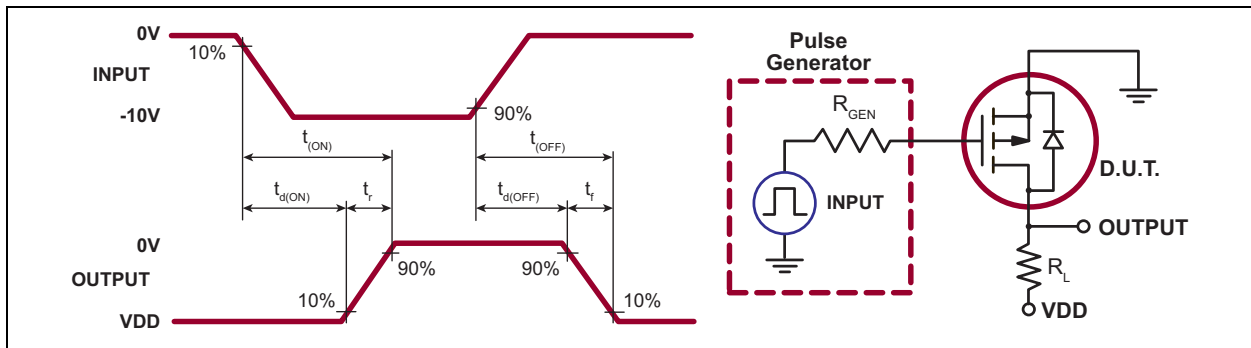 0V
10%
INPUT
-10V
90%
t(ON)
t(OFF)
td(ON)
tr
td(OFF)
tf
0V
OUTPUT
90%
90%
10%
10%
VDD
Pulse
Generator
RGEN
INPUT
D.U.T.
OUTPUT
RL
VDD